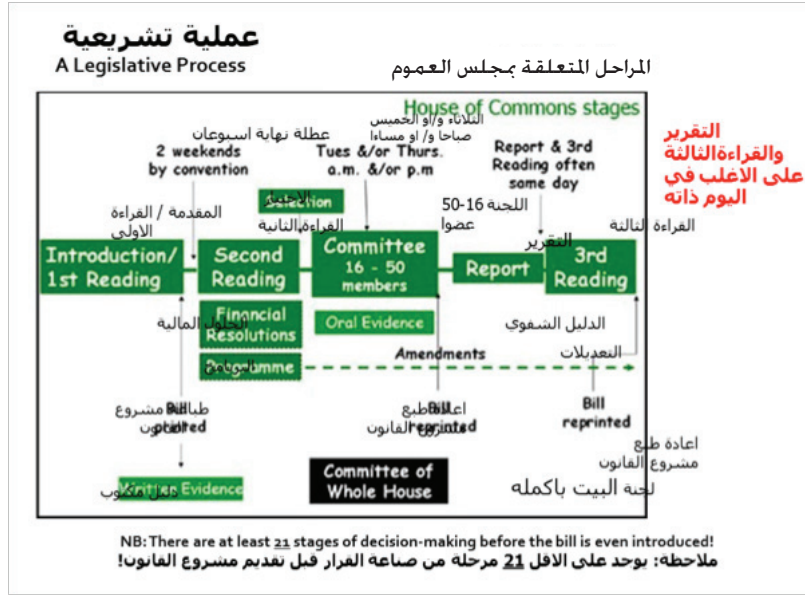 عملية تشريعية
A Legislative Process
المراحل المتعلقة بمجلس العموم
House of Commons stages
التقرير
والقراءةالثالثة
على الاغلب في
اليوم ذاته
عطلة نهاية اسبوعان
2 weekends
by convention
الثلاثاء و/او الخميس
صباحا و/ او مساءا
Tues &/or Thurs.
a.m. &/or p.m
Report & 3rd
Reading often
same day
Selection
الاختيار
المقدمة / القراءة
الاولى
القراءة الثانية
اللجنة 16-50
عضوا
التقرير
القراءة الثالثة
Introduction/
1st Reading
Second
Reading
Committee
16 - 50
members
Report
3rd
Reading
Financial
Resolutions
الحلول المالية
Oral Evidence
الدليل الشفوي
Programme
البرنامج
Amendments
التعديلات
Bill
printed
طباعة مشروع
القانون
Bill
reprinted
اعادة طبع
مشروع القانون
Bill
reprinted
اعادة طبع
مشروع القانون
Written Evidence
دليل مكتوب
Committee of
Whole House
لجنة البيت باكمله
NB: There are at least 21 stages of decision-making before the bill is even introduced!
ملاحظة: يوجد على الاقل 21 مرحلة من صناعة القرار قبل تقديم مشروع القانون!